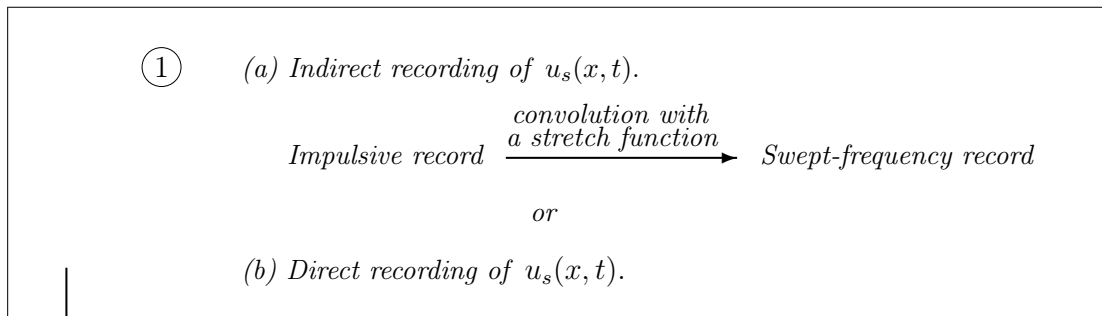 1 (a) Indirect recording of u_s(x, t).
convolution with
a stretch function
Impulsive record Swept-frequency record
or
(b) Direct recording of u_s(x, t).